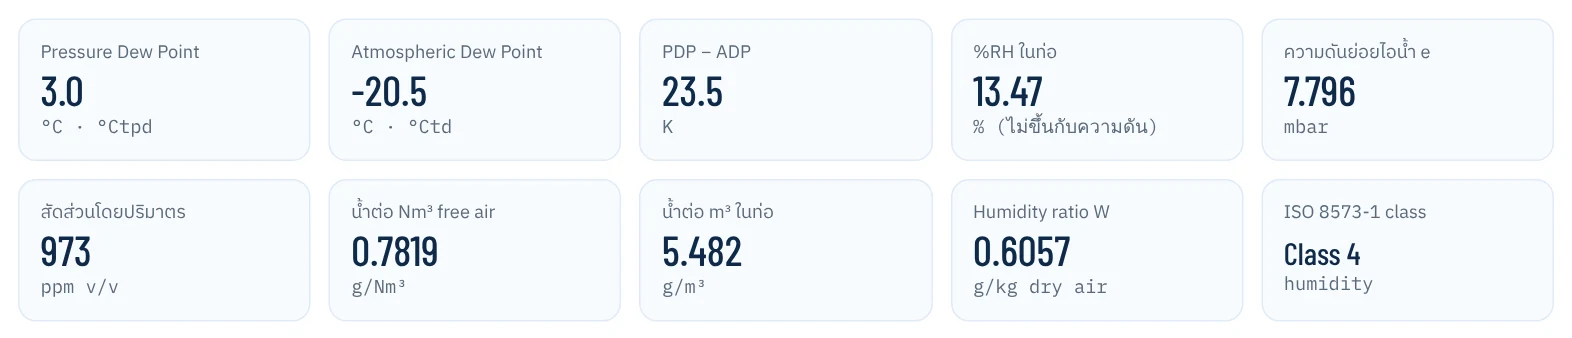 Pressure Dew Point
3.0
°C · °Ctpd
Atmospheric Dew Point
-20.5
°C · °Ctd
PDP – ADP
23.5
K
%RH ในท่อ
13.47
% (ไม่ขึ้นกับความดัน)
ความดันย่อยไอน้ำ e
7.796
mbar
สัดส่วนโดยปริมาตร
973
ppm v/v
น้ำต่อ Nm³ free air
0.7819
g/Nm³
น้ำต่อ m³ ในท่อ
5.482
g/m³
Humidity ratio W
0.6057
g/kg dry air
ISO 8573-1 class
Class 4
humidity